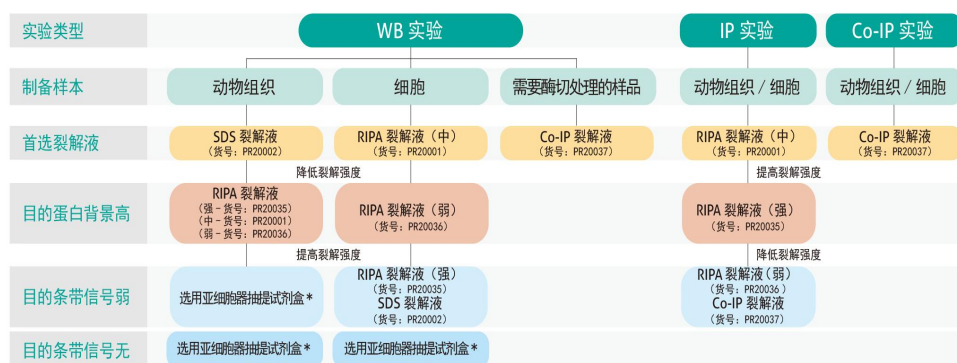 实验类型
WB 实验
IP 实验
Co-IP 实验
制备样本
动物组织
细胞
需要酶切处理的样品
动物组织 / 细胞
动物组织 / 细胞
首选裂解液
SDS 裂解液
（货号：PR20002）
RIPA 裂解液（中）
（货号：PR20001）
Co-IP 裂解液
（货号：PR20037）
RIPA 裂解液（中）
（货号：PR20001）
Co-IP 裂解液
（货号：PR20037）
降低裂解强度
提高裂解强度
目的蛋白背景高
RIPA 裂解液
（强－货号：PR20035）
（中－货号：PR20001）
（弱－货号：PR20036）
RIPA 裂解液（弱）
（货号：PR20036）
RIPA 裂解液（强）
（货号：PR20035）
提高裂解强度
降低裂解强度
目的条带信号弱
选用亚细胞器抽提试剂盒 *
RIPA 裂解液（强）
（货号：PR20035）
SDS 裂解液
（货号：PR20002）
RIPA 裂解液（弱）
（货号：PR20036 ）
Co-IP 裂解液
（货号：PR20037）
目的条带信号无
选用亚细胞器抽提试剂盒 *
选用亚细胞器抽提试剂盒 *